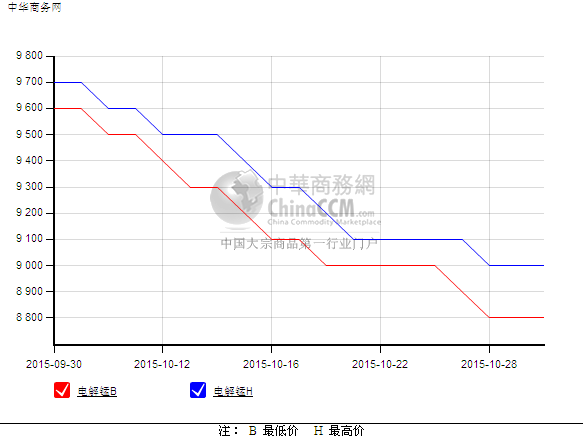 中华商务网
9 800
9 700
9 600
9 500
9 400
9 300
9 200
9 100
9 000
8 900
8 800
中華商務網
ChinaCCM.com
China Commodity Marketplace
中国大宗商品第一行业门户
2015-09-30 2015-10-12 2015-10-16 2015-10-22 2015-10-28
电解锰B 电解锰H
注： B 最低价 H 最高价